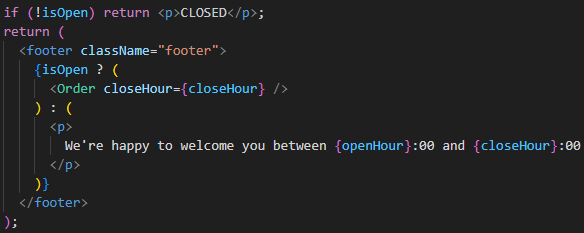 if (!isOpen) return <p>CLOSED</p>;
return (
  <footer className="footer">
    {isOpen ? (
      <Order closeHour={closeHour} />
    ) : (
      <p>
        We're happy to welcome you between {openHour}:00 and {closeHour}:00
      </p>
    )}
  </footer>
);